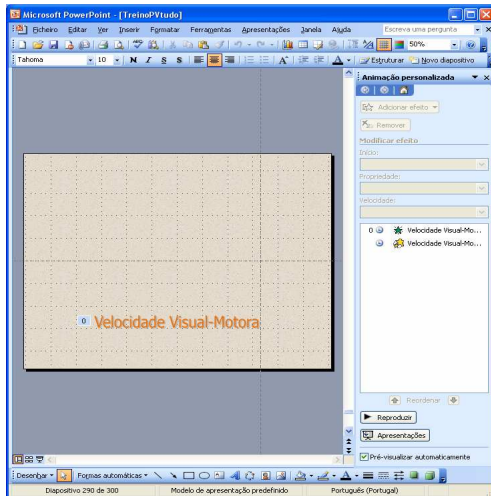 Microsoft PowerPoint - [TreinoPVtudo]
Ficheiro Editar Ver Inserir Formatar Ferramentas Apresentações Janela Ajuda Escreva uma pergunta
50%
Tahoma 10 N I S S Estruturar Novo diapositivo
Animação personalizada
Adicionar efeito
Remover
Modificar efeito
Início:
Propriedade:
Velocidade:
0 Velocidade Visual-Mo...
Velocidade Visual-Mo...
0 Velocidade Visual-Motora
Reordenar
Reproduzir
Apresentações
Pré-visualizar automaticamente
Desenhar Formas automáticas
Diapositivo 290 de 300 Modelo de apresentação predefinido Português (Portugal)